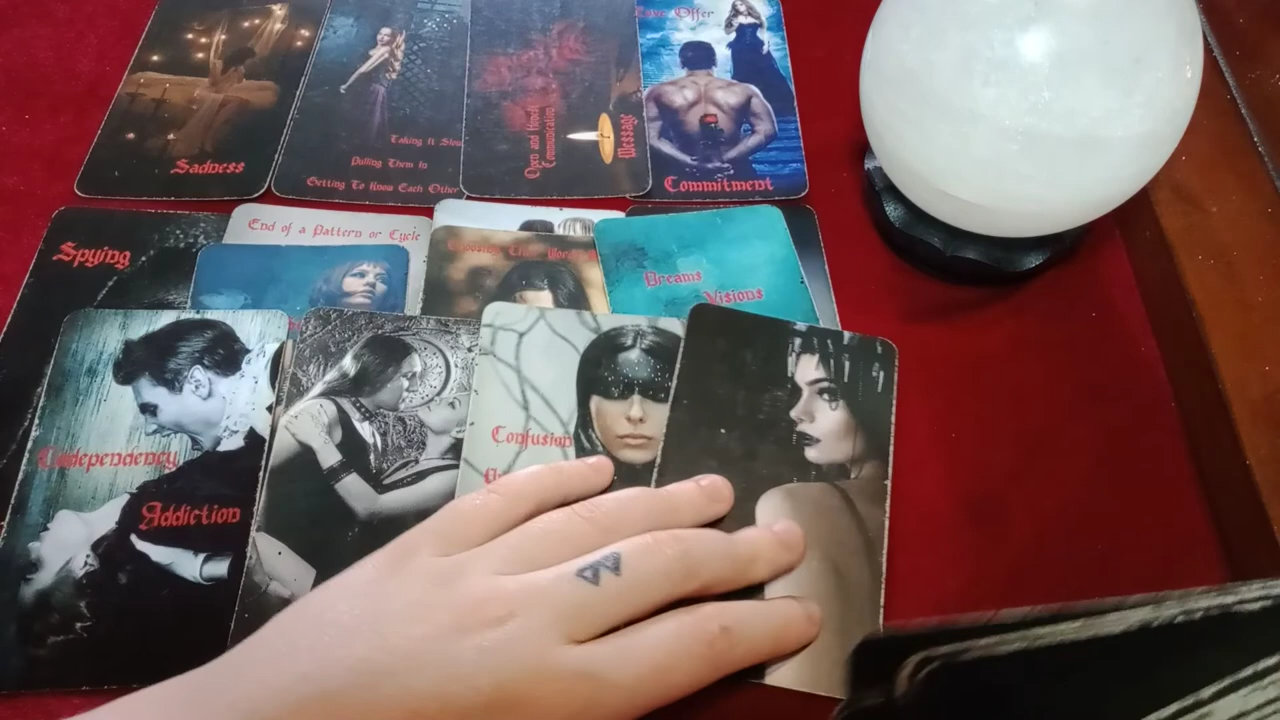 Sadness
Taking It Slow
Pulling Them In
Getting To Know Each Other
Open and Honest
Communication
Message
Love Offer
Commitment
Spying
End of a Pattern or Cycle
Dreams
Visions
Codependency
Addiction
Confusion